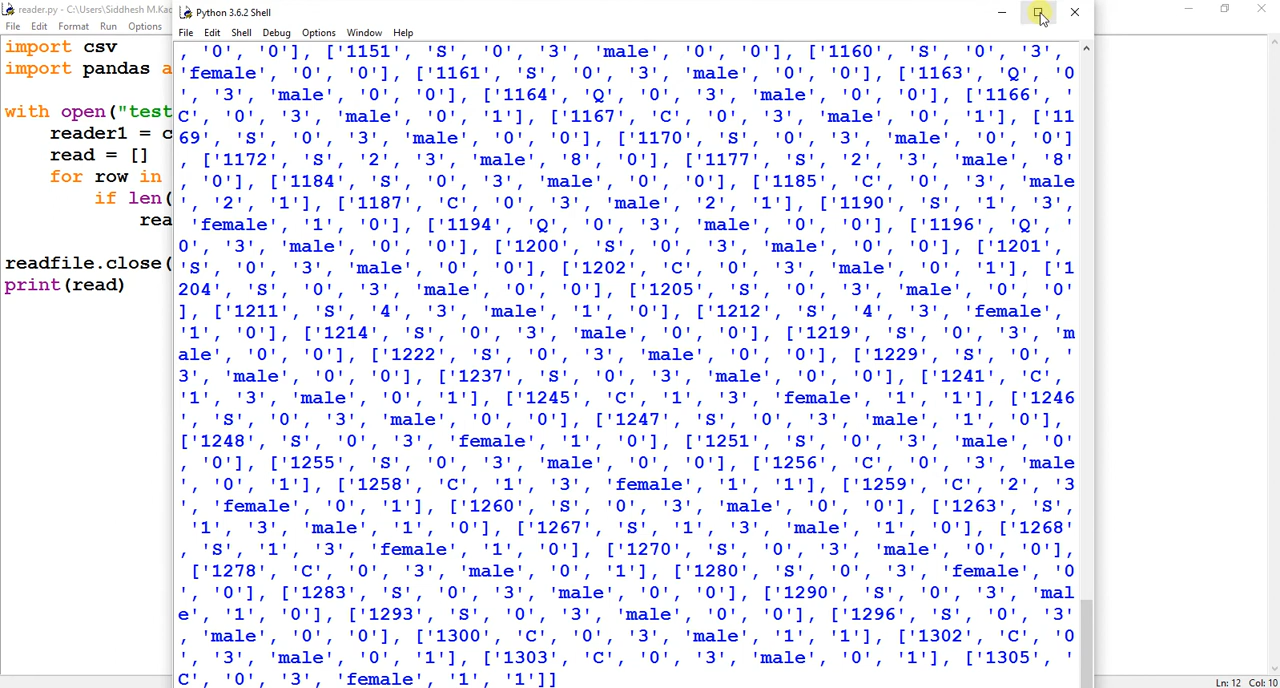 reader.py - C:\Users\Siddhesh M.Kad
File Edit Format Run Options
import csv
import pandas a
with open("test
reader1 = c
read = []
for row in
if len(
rea
readfile.close(
print(read)
Python 3.6.2 Shell
File Edit Shell Debug Options Window Help
, '0', '0'], ['1151', 'S', '0', '3', 'male', '0', '0'], ['1160', 'S', '0', '3',
'female', '0', '0'], ['1161', 'S', '0', '3', 'male', '0', '0'], ['1163', 'Q', '0
', '3', 'male', '0', '0'], ['1164', 'Q', '0', '3', 'male', '0', '0'], ['1166', '
C', '0', '3', 'male', '0', '1'], ['1167', 'C', '0', '3', 'male', '0', '1'], ['11
69', 'S', '0', '3', 'male', '0', '0'], ['1170', 'S', '0', '3', 'male', '0', '0']
, ['1172', 'S', '2', '3', 'male', '8', '0'], ['1177', 'S', '2', '3', 'male', '8'
, '0'], ['1184', 'S', '0', '3', 'male', '0', '0'], ['1185', 'C', '0', '3', 'male
', '2', '1'], ['1187', 'C', '0', '3', 'male', '2', '1'], ['1190', 'S', '1', '3',
'female', '1', '0'], ['1194', 'Q', '0', '3', 'male', '0', '0'], ['1196', 'Q', '
0', '3', 'male', '0', '0'], ['1200', 'S', '0', '3', 'male', '0', '0'], ['1201',
'S', '0', '3', 'male', '0', '0'], ['1202', 'C', '0', '3', 'male', '0', '1'], ['1
204', 'S', '0', '3', 'male', '0', '0'], ['1205', 'S', '0', '3', 'male', '0', '0'
], ['1211', 'S', '4', '3', 'male', '1', '0'], ['1212', 'S', '4', '3', 'female',
'1', '0'], ['1214', 'S', '0', '3', 'male', '0', '0'], ['1219', 'S', '0', '3', 'm
ale', '0', '0'], ['1222', 'S', '0', '3', 'male', '0', '0'], ['1229', 'S', '0', '
3', 'male', '0', '0'], ['1237', 'S', '0', '3', 'male', '0', '0'], ['1241', 'C',
'1', '3', 'male', '0', '1'], ['1245', 'C', '1', '3', 'female', '1', '1'], ['1246
', 'S', '0', '3', 'male', '0', '0'], ['1247', 'S', '0', '3', 'male', '1', '0'],
['1248', 'S', '0', '3', 'female', '1', '0'], ['1251', 'S', '0', '3', 'male', '0'
, '0'], ['1255', 'S', '0', '3', 'male', '0', '0'], ['1256', 'C', '0', '3', 'male
', '0', '1'], ['1258', 'C', '1', '3', 'female', '1', '1'], ['1259', 'C', '2', '3
', 'female', '0', '1'], ['1260', 'S', '0', '3', 'male', '0', '0'], ['1263', 'S',
'1', '3', 'male', '1', '0'], ['1267', 'S', '1', '3', 'male', '1', '0'], ['1268'
, 'S', '1', '3', 'female', '1', '0'], ['1270', 'S', '0', '3', 'male', '0', '0'],
['1278', 'C', '0', '3', 'male', '0', '1'], ['1280', 'S', '0', '3', 'female', '0
', '0'], ['1283', 'S', '0', '3', 'male', '0', '0'], ['1290', 'S', '0', '3', 'mal
e', '1', '0'], ['1293', 'S', '0', '3', 'male', '0', '0'], ['1296', 'S', '0', '3'
, 'male', '0', '0'], ['1300', 'C', '0', '3', 'male', '1', '1'], ['1302', 'C', '0
', '3', 'male', '0', '1'], ['1303', 'C', '0', '3', 'male', '0', '1'], ['1305', '
C', '0', '3', 'female', '1', '1']]
Ln: 12 Col: 10